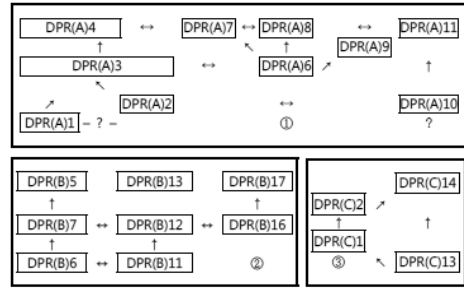 DPR(A)4 ↔ DPR(A)7 ↔ DPR(A)8 ↔ DPR(A)11
↑ ↖ ↑ DPR(A)9
DPR(A)3 ↔ DPR(A)6 ↗ ↑
↖
↗ DPR(A)2 ↔ DPR(A)10
DPR(A)1 – ? – ① ?
DPR(B)5 DPR(B)13 DPR(B)17
↑ ↑
DPR(B)7 ↔ DPR(B)12 ↔ DPR(B)16
↑ ↑
DPR(B)6 ↔ DPR(B)11 ②
DPR(C)14
DPR(C)2 ↗
↑ ↑
DPR(C)1
③ ↖ DPR(C)13